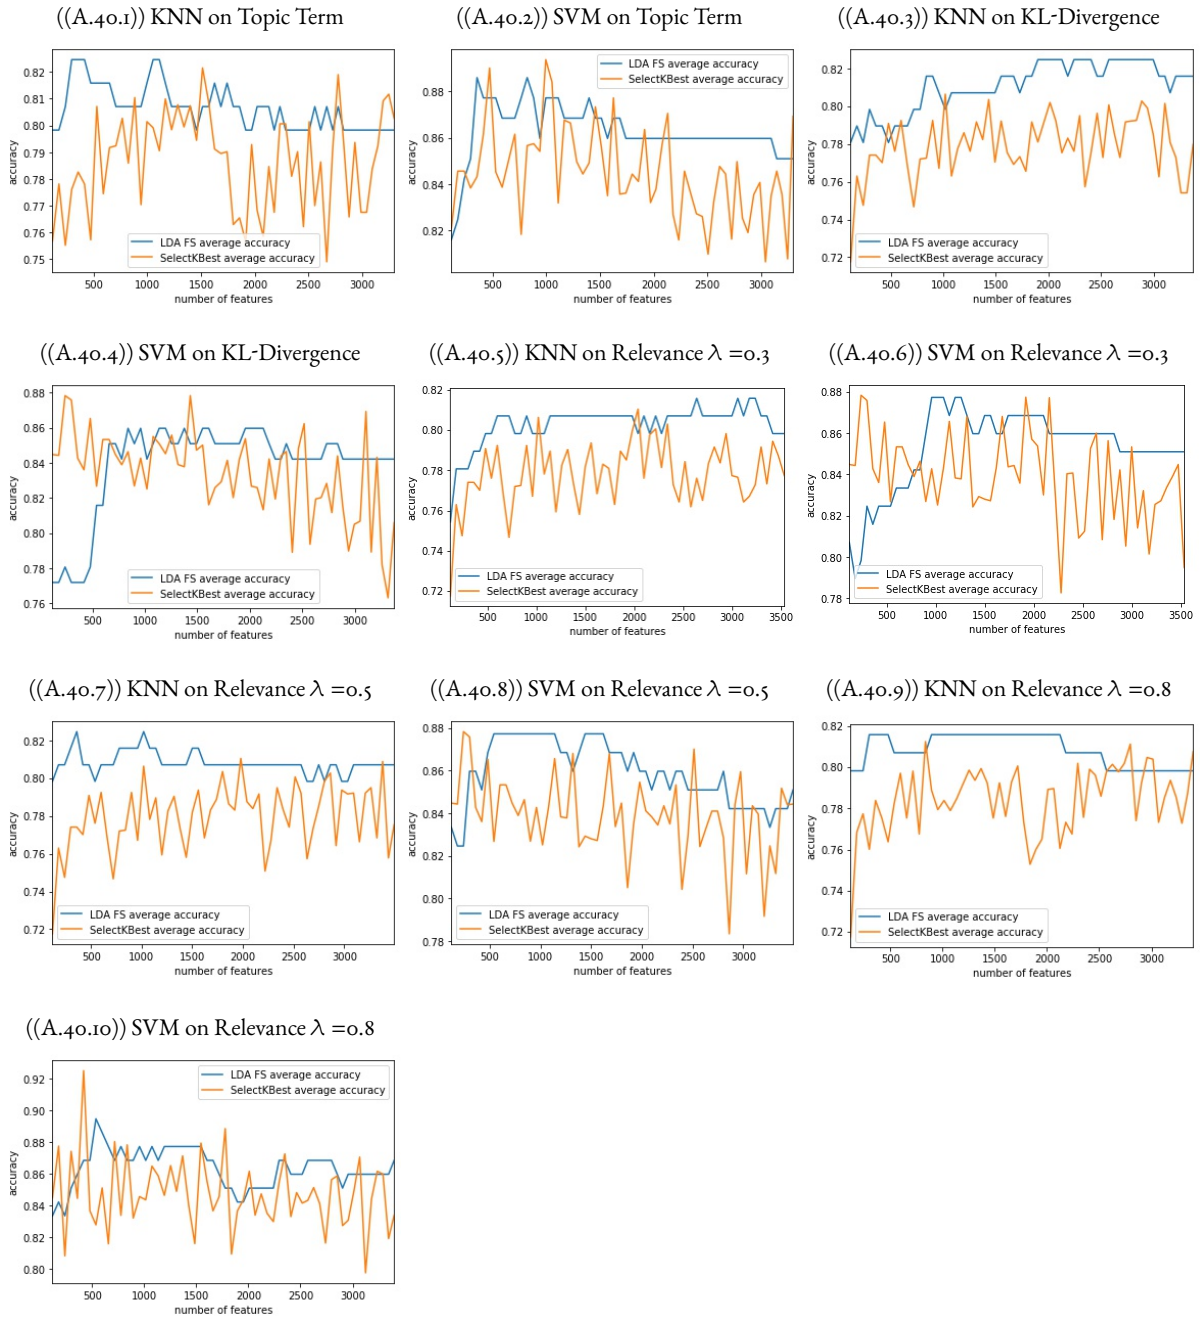 ((A.40.1)) KNN on Topic Term
((A.40.2)) SVM on Topic Term
((A.40.3)) KNN on KL-Divergence
0.82
0.81
0.80
0.79
0.78
0.77
0.76
0.75
accuracy
LDA FS average accuracy
SelectKBest average accuracy
500 1000 1500 2000 2500 3000
number of features
0.88
0.86
0.84
0.82
accuracy
LDA FS average accuracy
SelectKBest average accuracy
500 1000 1500 2000 2500 3000
number of features
0.82
0.80
0.78
0.76
0.74
0.72
accuracy
LDA FS average accuracy
SelectKBest average accuracy
500 1000 1500 2000 2500 3000
number of features
((A.40.4)) SVM on KL-Divergence
((A.40.5)) KNN on Relevance λ =0.3
((A.40.6)) SVM on Relevance λ =0.3
0.88
0.86
0.84
0.82
0.80
0.78
0.76
accuracy
LDA FS average accuracy
SelectKBest average accuracy
500 1000 1500 2000 2500 3000
number of features
0.82
0.80
0.78
0.76
0.74
0.72
accuracy
LDA FS average accuracy
SelectKBest average accuracy
500 1000 1500 2000 2500 3000 3500
number of features
0.88
0.86
0.84
0.82
0.80
0.78
accuracy
LDA FS average accuracy
SelectKBest average accuracy
500 1000 1500 2000 2500 3000 3500
number of features
((A.40.7)) KNN on Relevance λ =0.5
((A.40.8)) SVM on Relevance λ =0.5
((A.40.9)) KNN on Relevance λ =0.8
0.82
0.80
0.78
0.76
0.74
0.72
accuracy
LDA FS average accuracy
SelectKBest average accuracy
500 1000 1500 2000 2500 3000
number of features
0.88
0.86
0.84
0.82
0.80
0.78
accuracy
LDA FS average accuracy
SelectKBest average accuracy
500 1000 1500 2000 2500 3000
number of features
0.82
0.80
0.78
0.76
0.74
0.72
accuracy
LDA FS average accuracy
SelectKBest average accuracy
500 1000 1500 2000 2500 3000
number of features
((A.40.10)) SVM on Relevance λ =0.8
0.92
0.90
0.88
0.86
0.84
0.82
0.80
accuracy
LDA FS average accuracy
SelectKBest average accuracy
500 1000 1500 2000 2500 3000
number of features